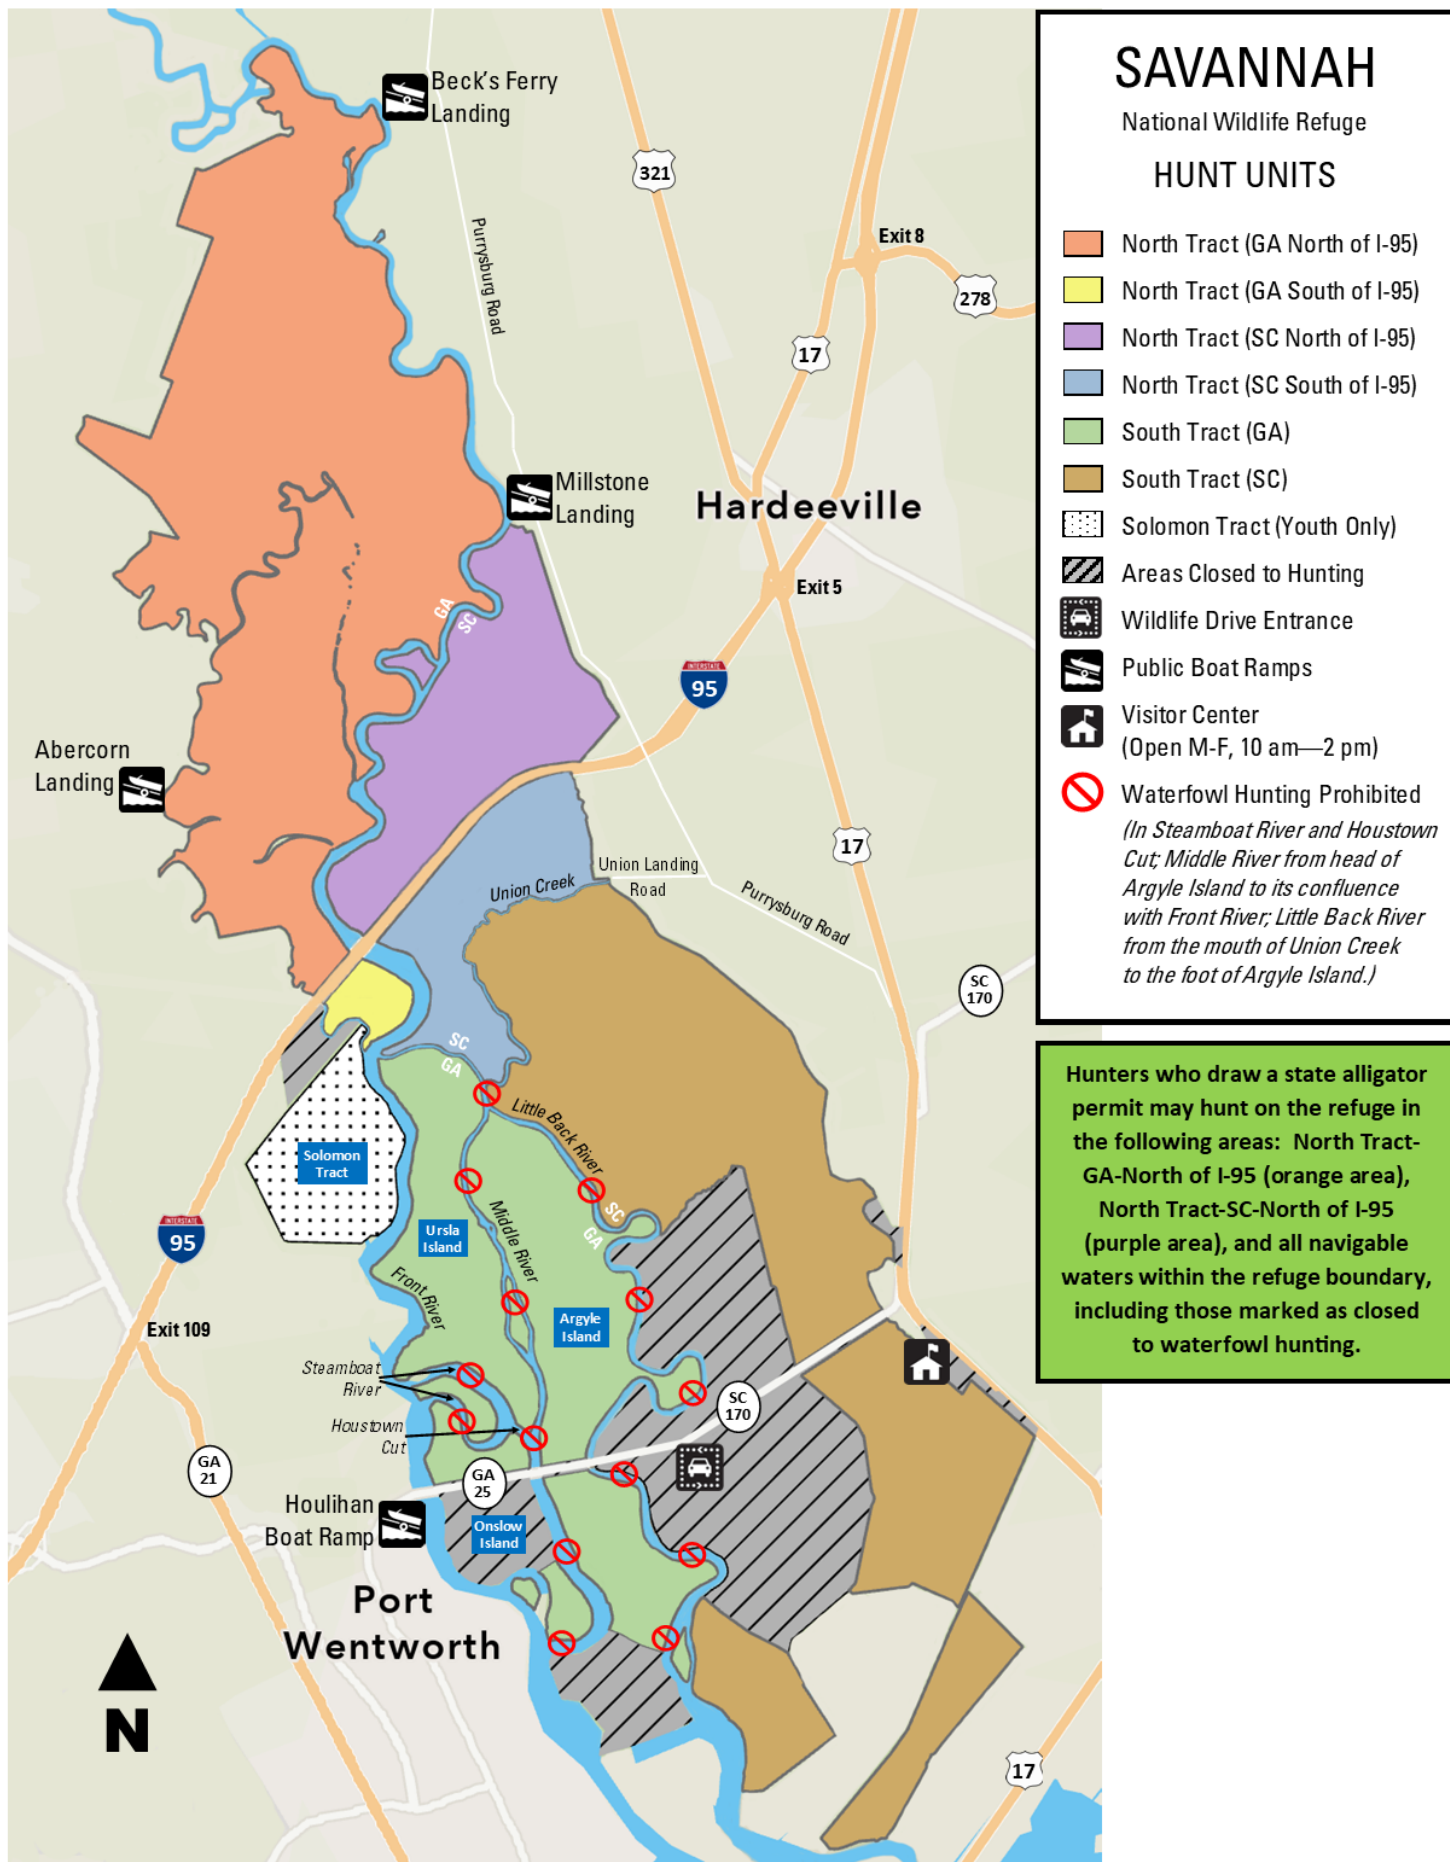 SAVANNAH
National Wildlife Refuge
HUNT UNITS
North Tract (GA North of I-95)
North Tract (GA South of I-95)
North Tract (SC North of I-95)
North Tract (SC South of I-95)
South Tract (GA)
South Tract (SC)
Solomon Tract (Youth Only)
Areas Closed to Hunting
Wildlife Drive Entrance
Public Boat Ramps
Visitor Center
(Open M-F, 10 am—2 pm)
Waterfowl Hunting Prohibited
(In Steamboat River and Houstown
Cut; Middle River from head of
Argyle Island to its confluence
with Front River; Little Back River
from the mouth of Union Creek
to the foot of Argyle Island.)
Hunters who draw a state alligator
permit may hunt on the refuge in
the following areas: North Tract-
GA-North of I-95 (orange area),
North Tract-SC-North of I-95
(purple area), and all navigable
waters within the refuge boundary,
including those marked as closed
to waterfowl hunting.
Beck's Ferry
Landing
321
Purrysburg Road
Exit 8
278
17
Millstone
Landing
Hardeeville
Exit 5
GA
SC
INTERSTATE
95
Abercorn
Landing
17
Union Landing
Road
Union Creek
Purrysburg Road
SC
170
SC
GA
Little Back River
Solomon
Tract
SC
GA
Ursla
Island
Middle River
INTERSTATE
95
Front River
Argyle
Island
Exit 109
Steamboat
River
Houstown
Cut
SC
170
GA
21
GA
25
Houlihan
Boat Ramp
Onslow
Island
Port
Wentworth
N
17